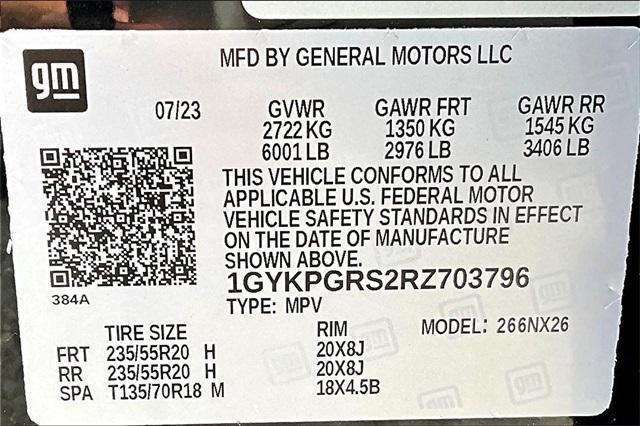 gm
MFD BY GENERAL MOTORS LLC
07/23 GVWR GAWR FRT GAWR RR
2722 KG 1350 KG 1545 KG
6001 LB 2976 LB 3406 LB
THIS VEHICLE CONFORMS TO ALL
APPLICABLE U.S. FEDERAL MOTOR
VEHICLE SAFETY STANDARDS IN EFFECT
ON THE DATE OF MANUFACTURE
SHOWN ABOVE.
1GYKPGRS2RZ703796
384A
TYPE: MPV
TIRE SIZE RIM MODEL: 266NX26
FRT 235/55R20 H 20X8J
RR 235/55R20 H 20X8J
SPA T135/70R18 M 18X4.5B